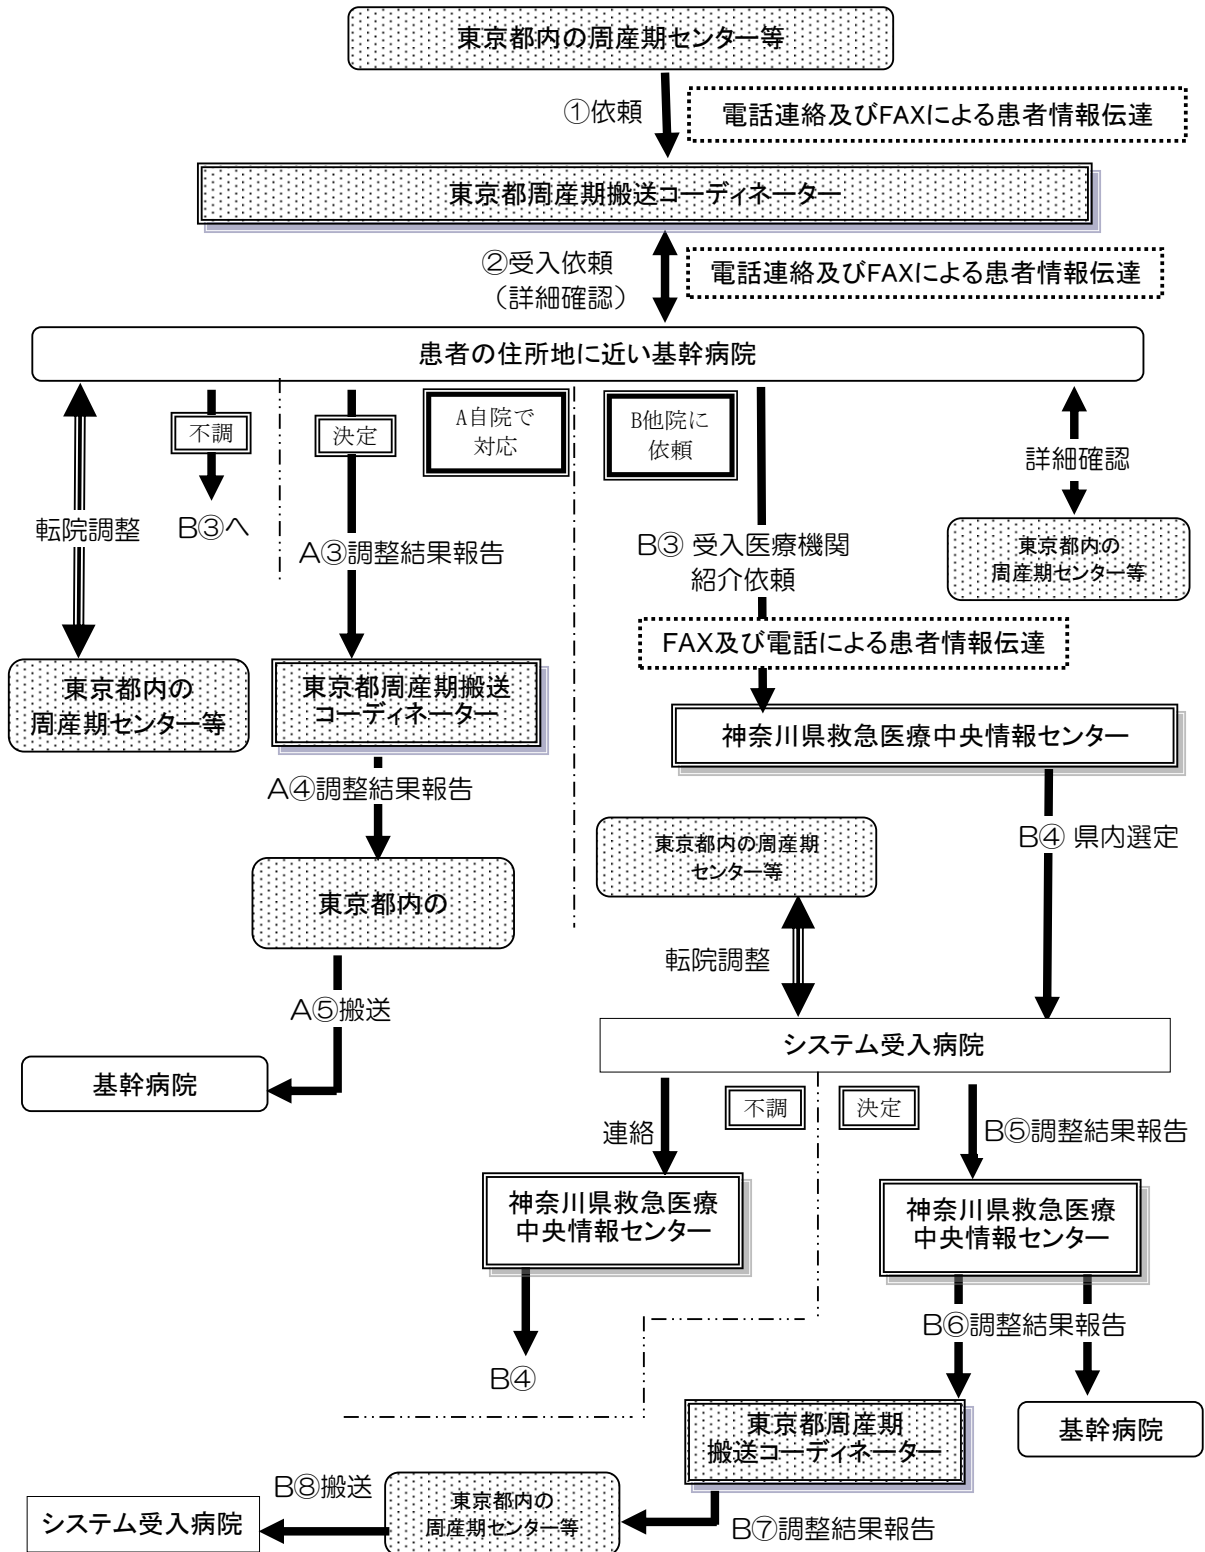 東京都内の周産期センター等
①依頼
電話連絡及びFAXによる患者情報伝達
東京都周産期搬送コーディネーター
②受入依頼
（詳細確認）
電話連絡及びFAXによる患者情報伝達
患者の住所地に近い基幹病院
不調
決定
A自院で
対応
B他院に
依頼
詳細確認
転院調整
B③へ
A③調整結果報告
B③ 受入医療機関
紹介依頼
東京都内の
周産期センター等
FAX及び電話による患者情報伝達
東京都内の
周産期センター等
東京都周産期搬送
コーディネーター
神奈川県救急医療中央情報センター
A④調整結果報告
東京都内の周産期
センター等
B④ 県内選定
東京都内の
転院調整
A⑤搬送
システム受入病院
基幹病院
不調
決定
連絡
B⑤調整結果報告
神奈川県救急医療
中央情報センター
神奈川県救急医療
中央情報センター
B⑥調整結果報告
B④
東京都周産期
搬送コーディネーター
基幹病院
B⑧搬送
東京都内の
周産期センター等
システム受入病院
B⑦調整結果報告